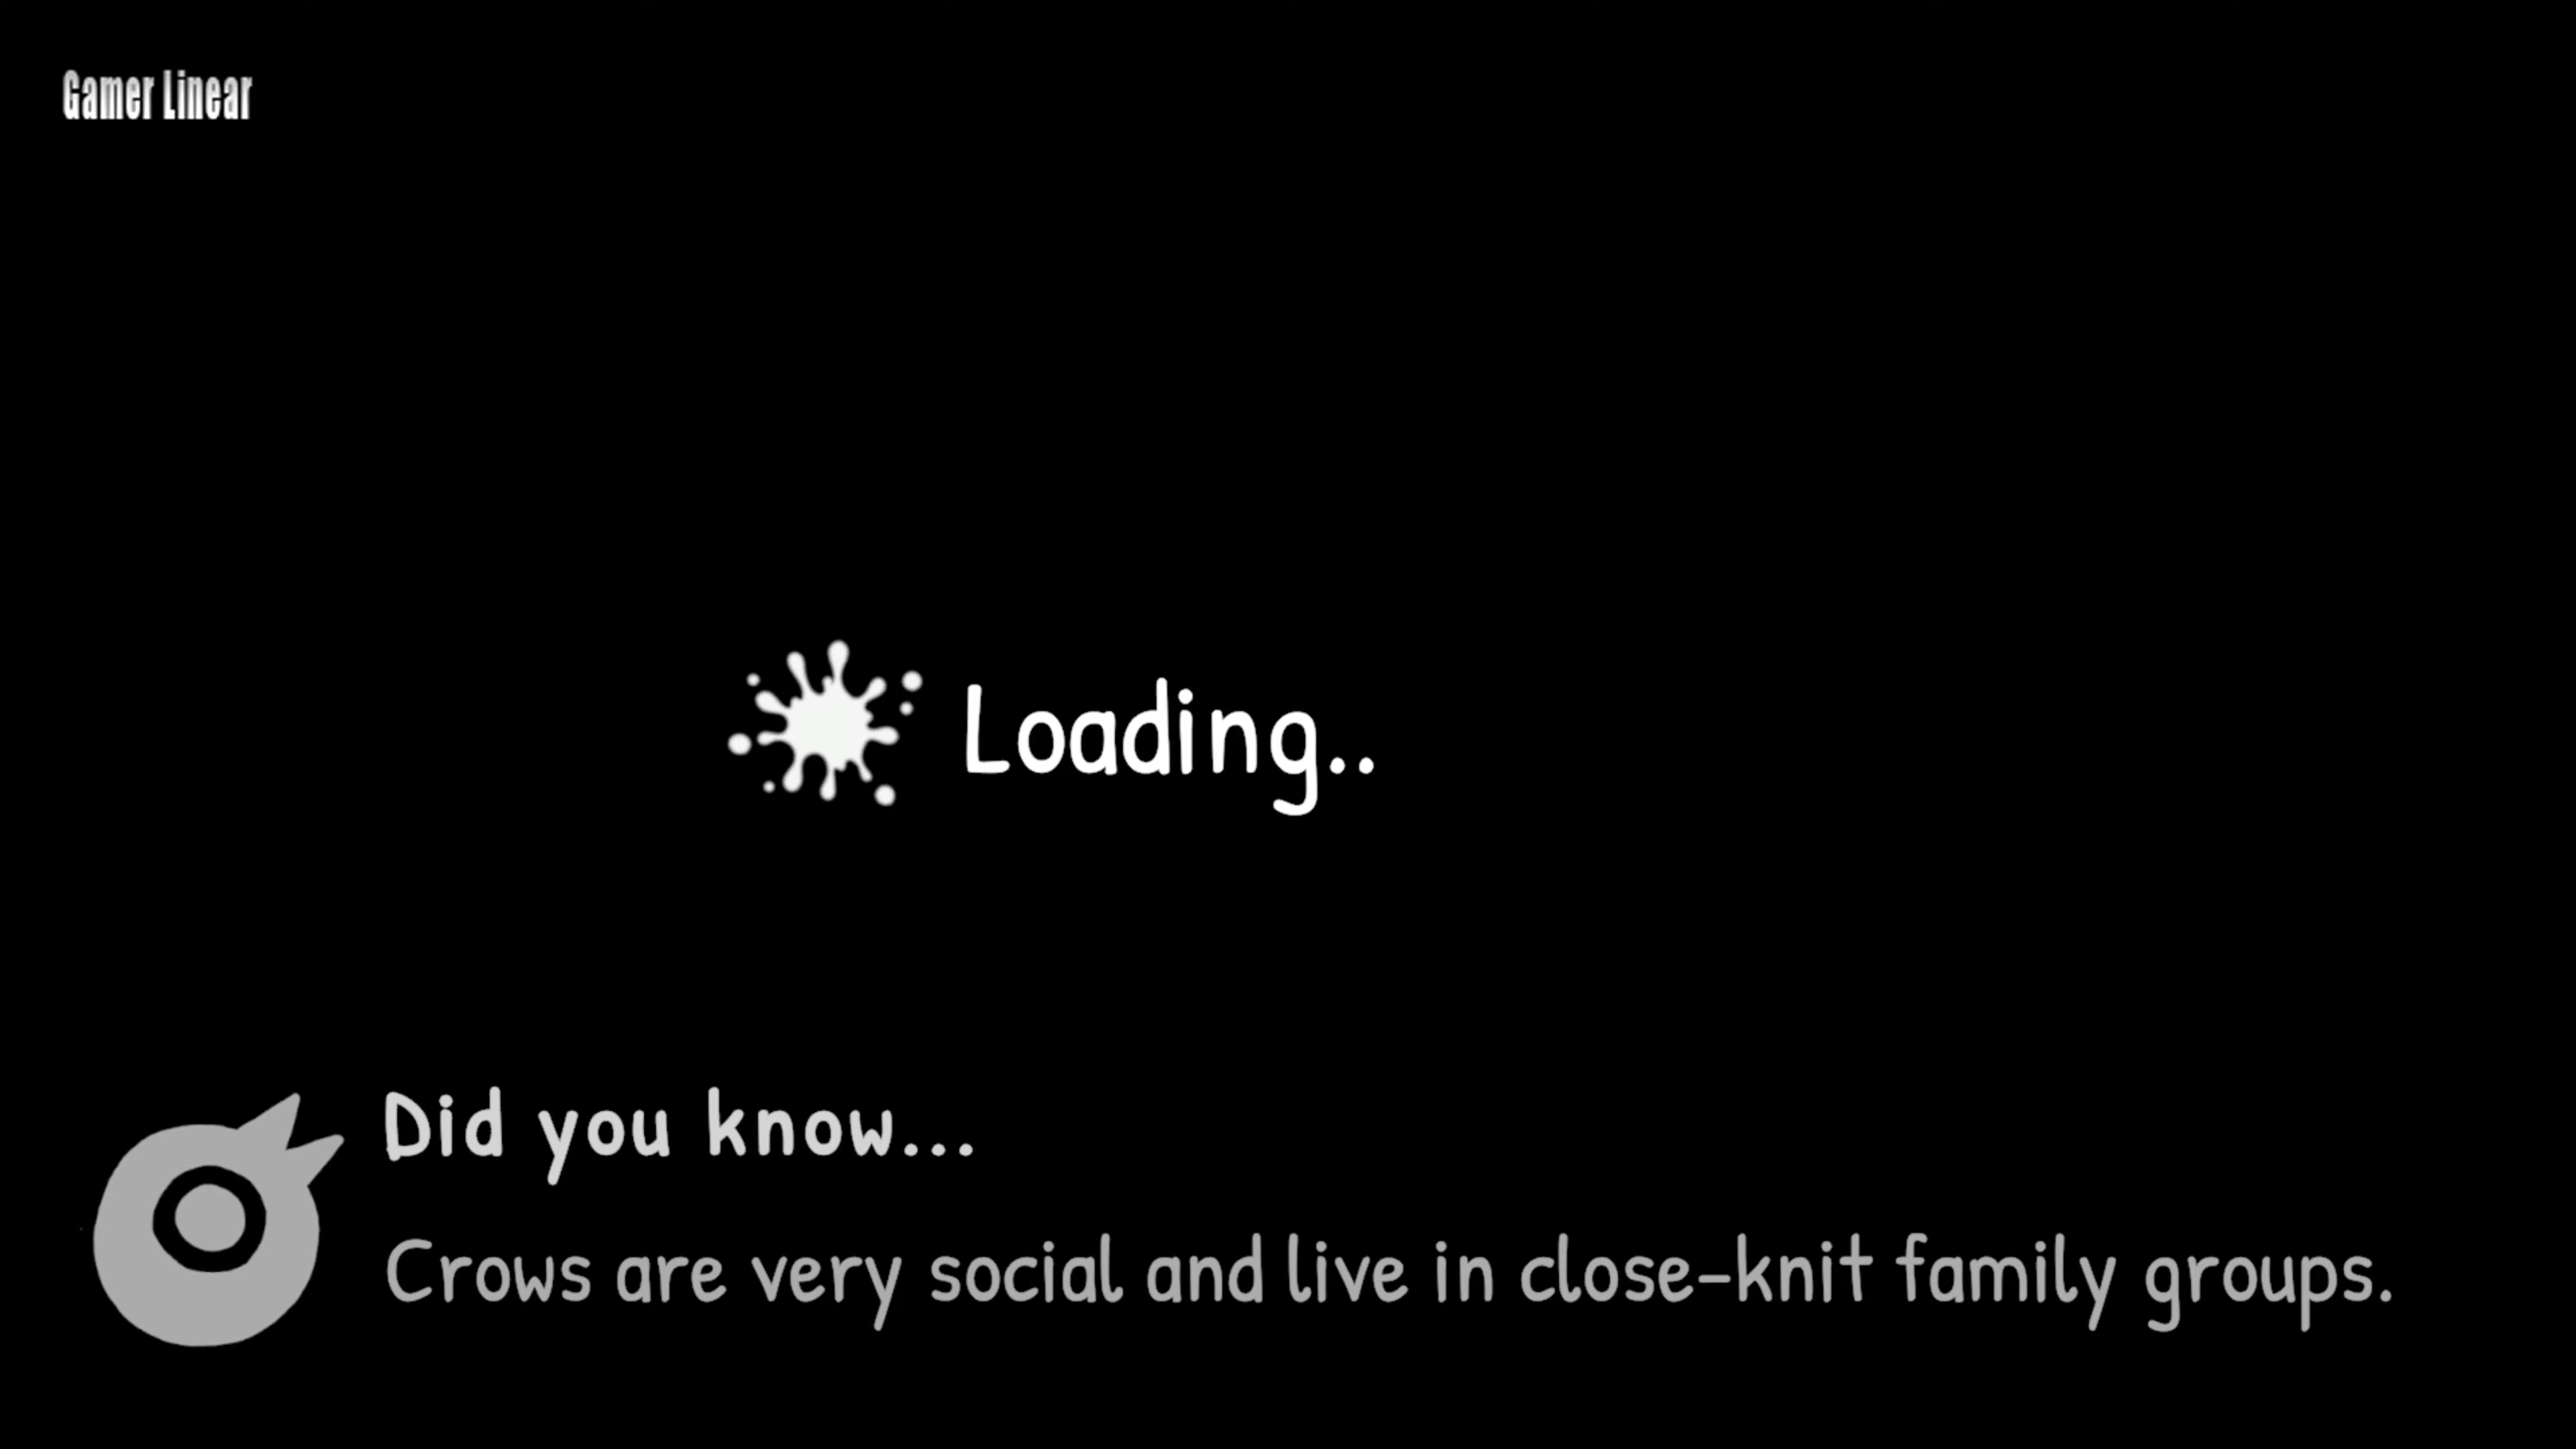 Gamer Linear
Loading..
Did you know...
Crows are very social and live in close-knit family groups.